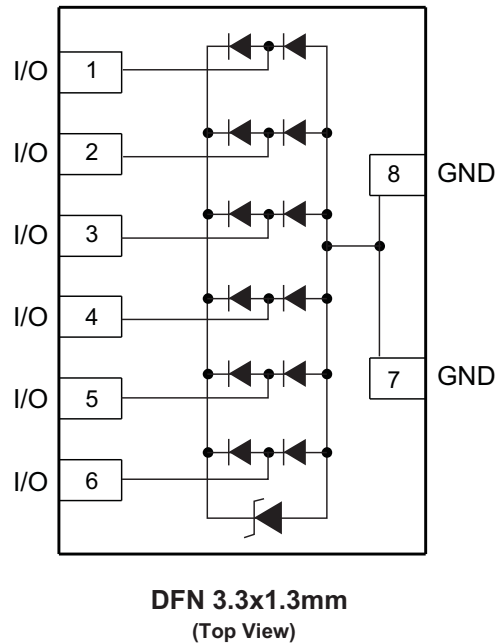 I/O 1
I/O 2
8 GND
I/O 3
I/O 4
7 GND
I/O 5
I/O 6
DFN 3.3x1.3mm
(Top View)